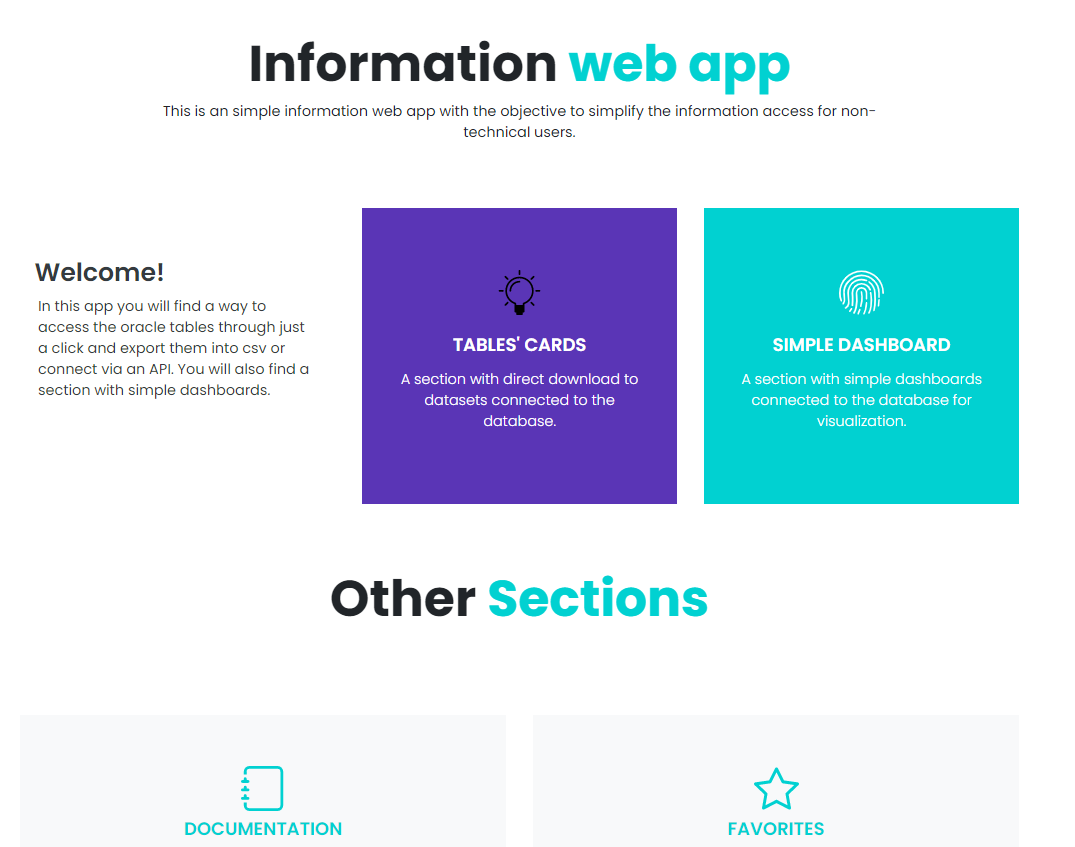 Information web app
This is an simple information web app with the objective to simplify the information access for non-
technical users.
Welcome!
In this app you will find a way to
access the oracle tables through just
a click and export them into csv or
connect via an API. You will also find a
section with simple dashboards.
TABLES' CARDS
A section with direct download to
datasets connected to the
database.
SIMPLE DASHBOARD
A section with simple dashboards
connected to the database for
visualization.
Other Sections
DOCUMENTATION
FAVORITES